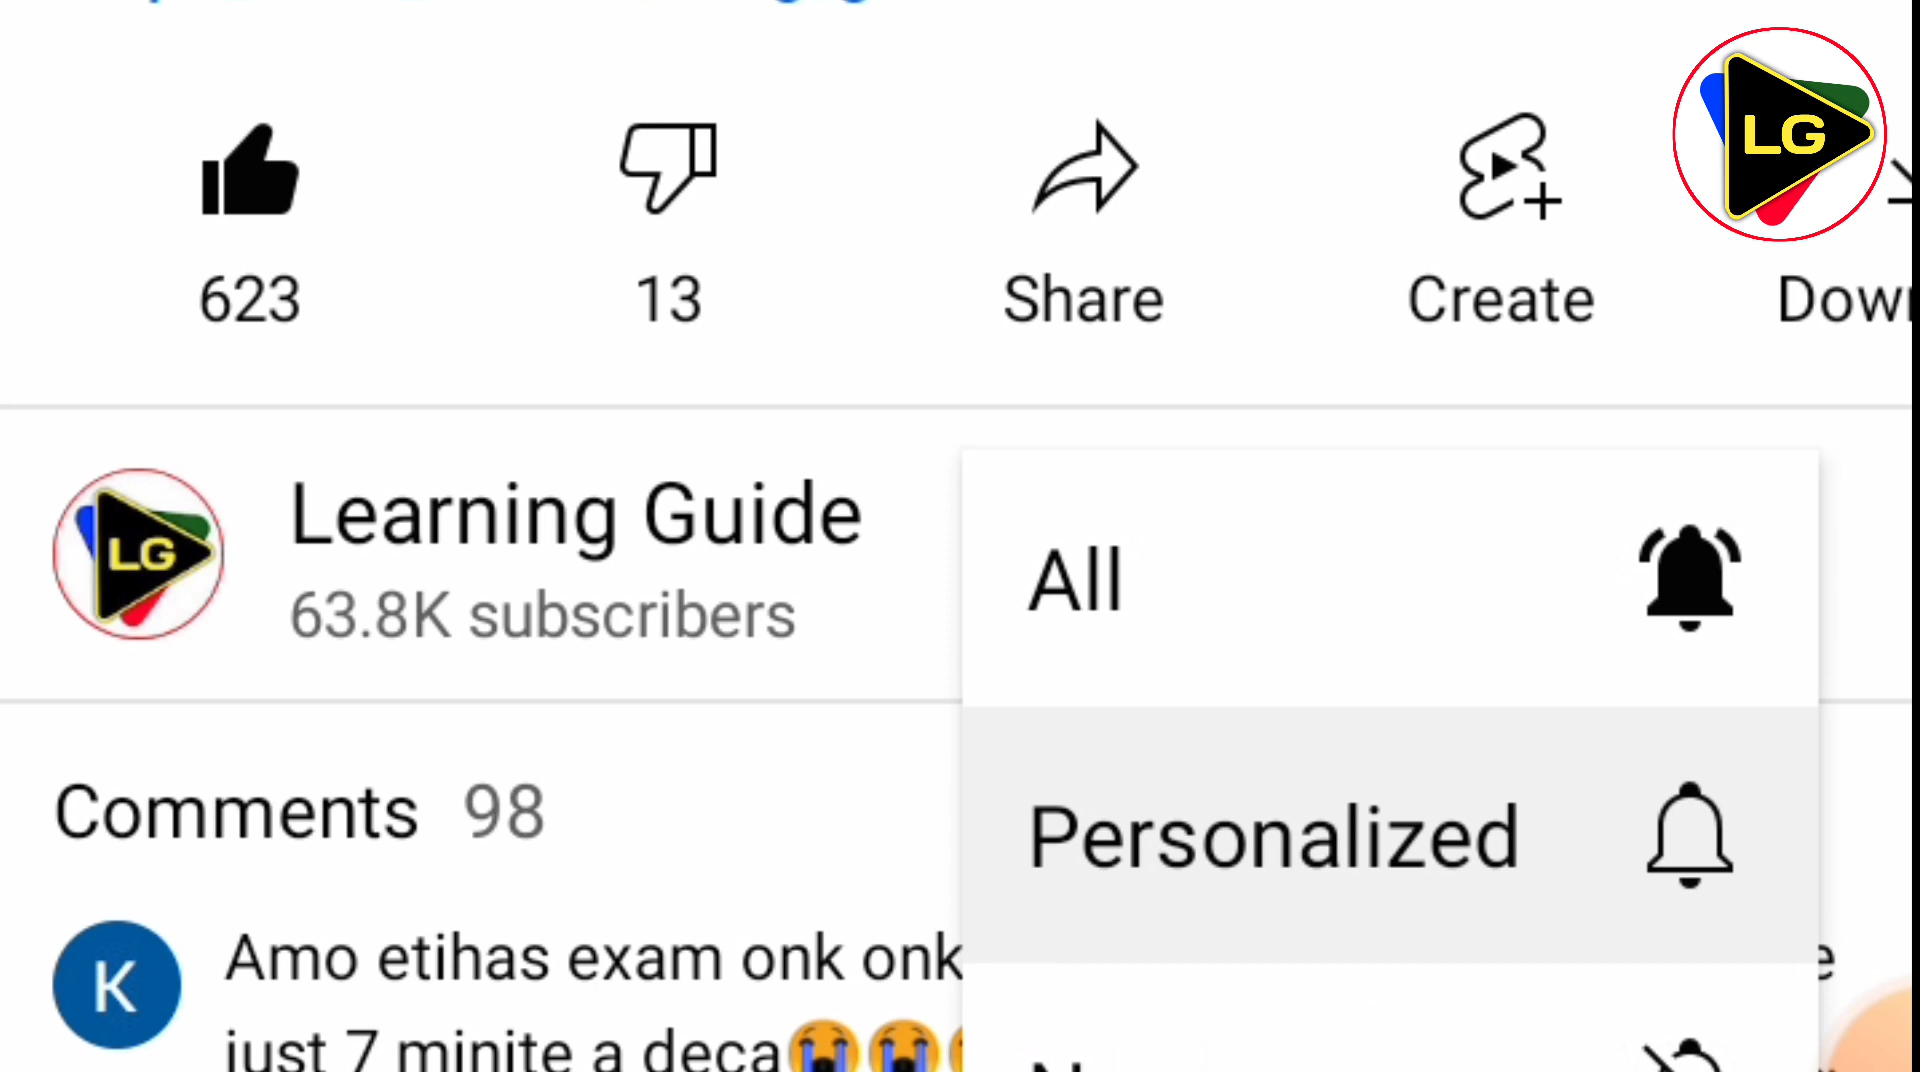 LG
623
13
Share
Create
Learning Guide
63.8K subscribers
LG
All
Personalized
Comments 98
K
Amo etihas exam onk onk
just 7 minite a deca😭😭